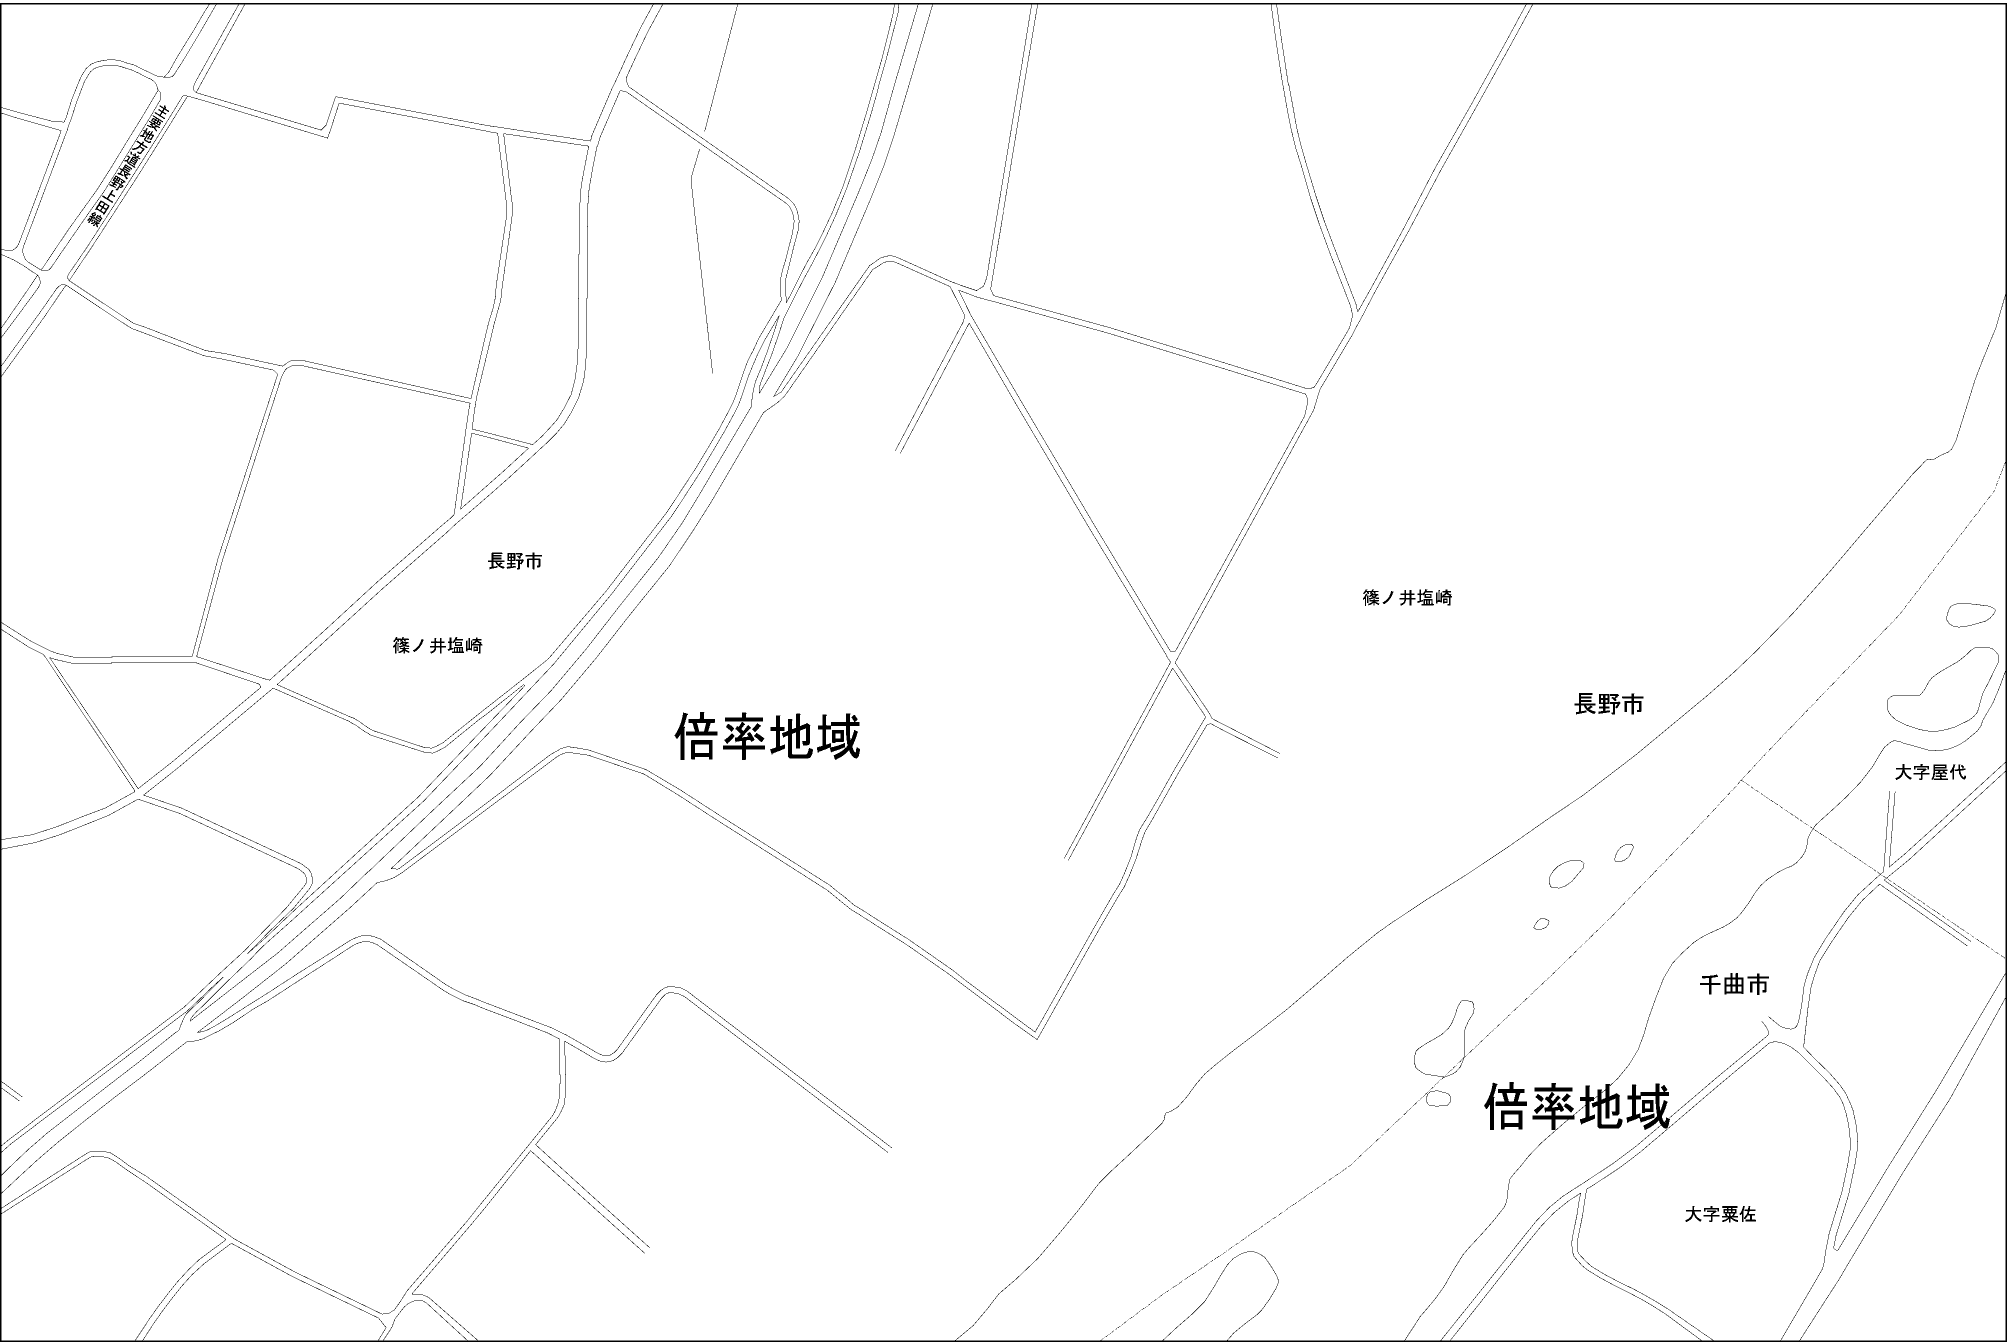 主要地方道長野上田線
長野市
篠ノ井塩崎
篠ノ井塩崎
長野市
倍率地域
大字屋代
千曲市
倍率地域
大字粟佐